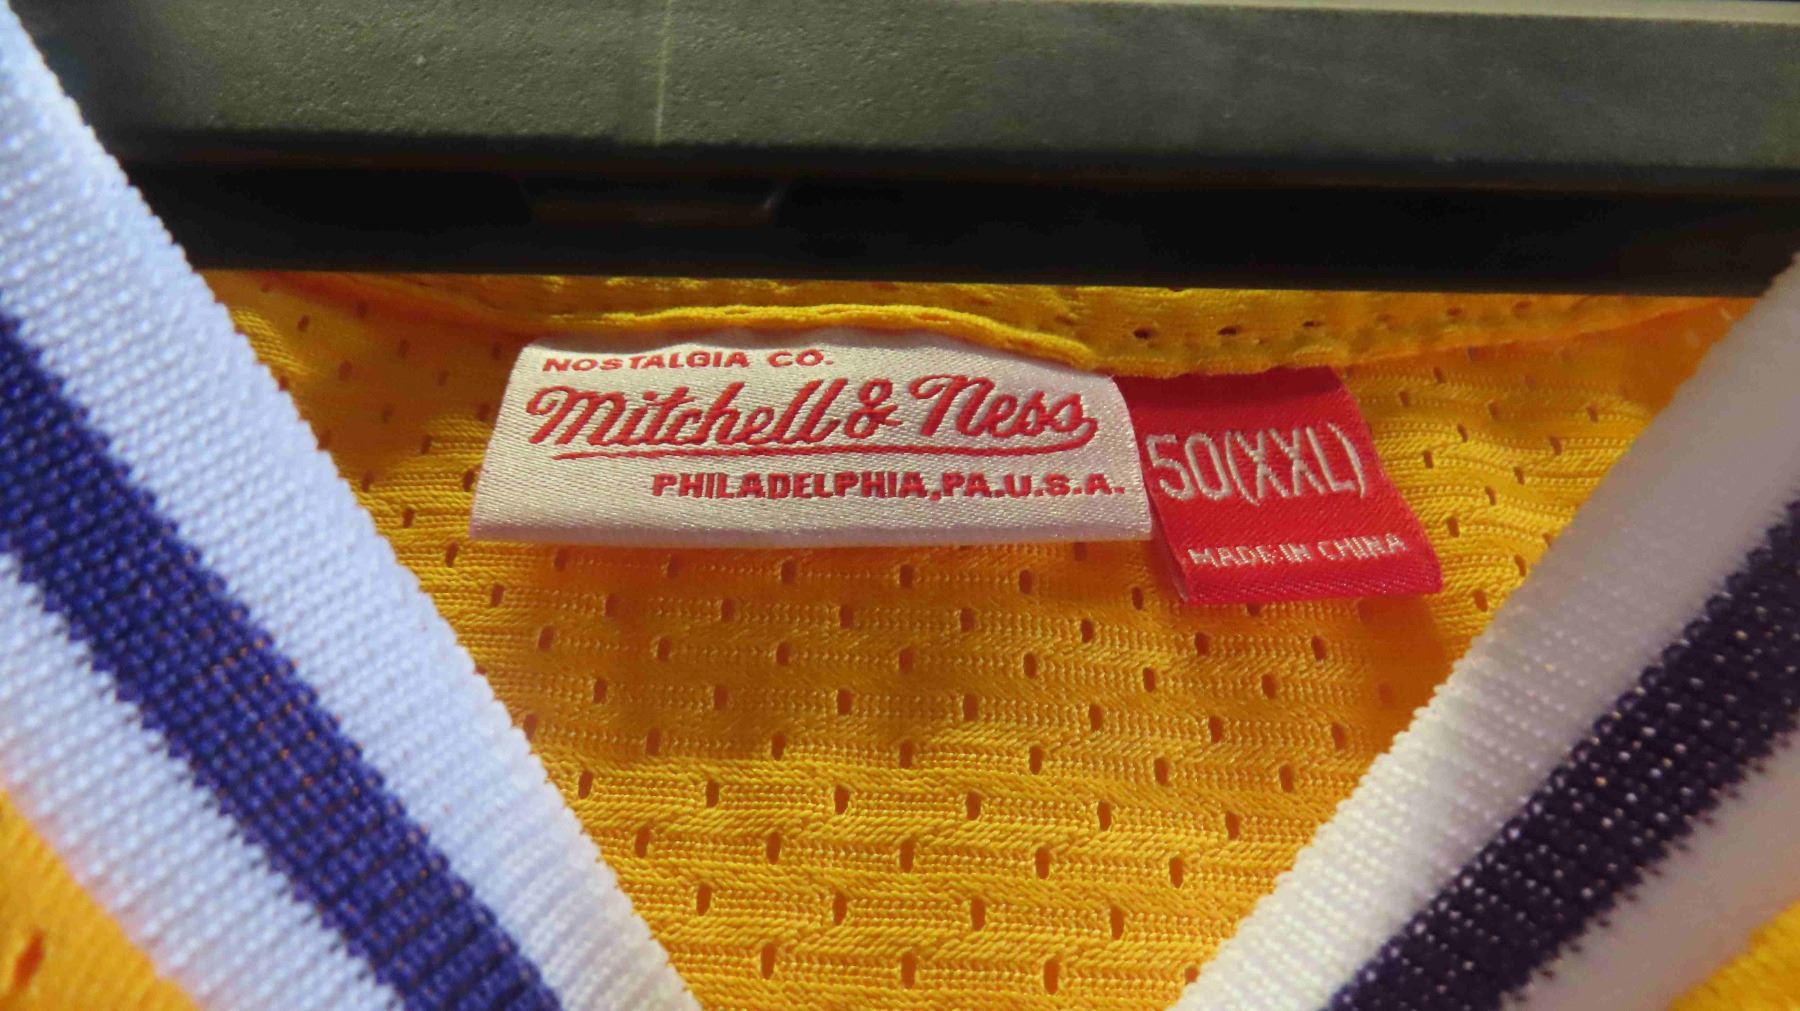 NOSTALGIA CO.
Mitchell & Ness
PHILADELPHIA, PA.U.S.A.
50(XXL)
MADE IN CHINA